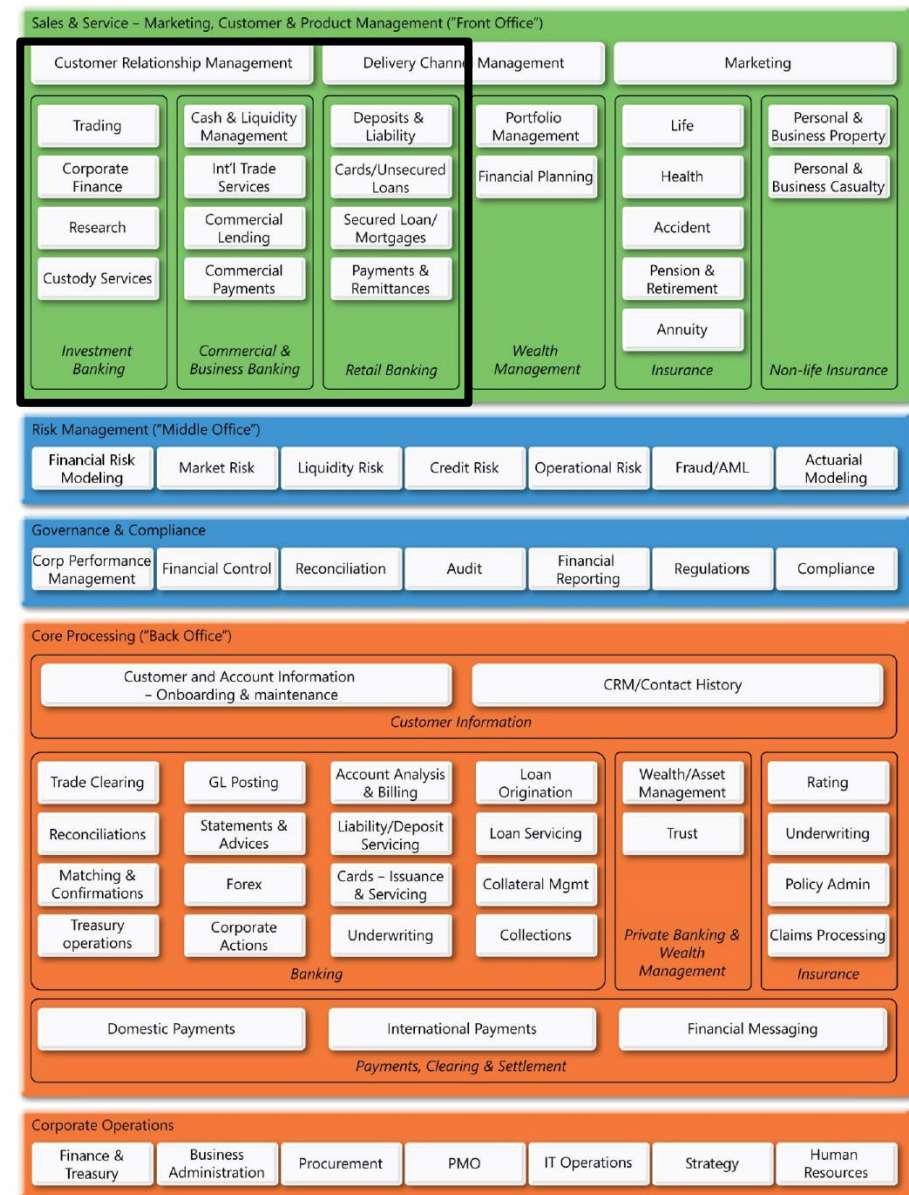 Sales & Service – Marketing, Customer & Product Management ("Front Office")
Customer Relationship Management
Delivery Channel Management
Marketing
Trading
Corporate
Finance
Research
Custody Services
Investment
Banking
Cash & Liquidity
Management
Int'l Trade
Services
Commercial
Lending
Commercial
Payments
Commercial &
Business Banking
Deposits &
Liability
Cards/Unsecured
Loans
Secured Loan/
Mortgages
Payments &
Remittances
Retail Banking
Portfolio
Management
Financial Planning
Wealth
Management
Life
Health
Accident
Pension &
Retirement
Annuity
Insurance
Personal &
Business Property
Personal &
Business Casualty
Non-life Insurance
Risk Management ("Middle Office")
Financial Risk
Modeling
Market Risk
Liquidity Risk
Credit Risk
Operational Risk
Fraud/AML
Actuarial
Modeling
Governance & Compliance
Corp Performance
Management
Financial Control
Reconciliation
Audit
Financial
Reporting
Regulations
Compliance
Core Processing ("Back Office")
Customer and Account Information
– Onboarding & maintenance
CRM/Contact History
Customer Information
Trade Clearing
Reconciliations
Matching &
Confirmations
Treasury
operations
GL Posting
Statements &
Advices
Forex
Corporate
Actions
Account Analysis
& Billing
Liability/Deposit
Servicing
Cards – Issuance
& Servicing
Underwriting
Loan
Origination
Loan Servicing
Collateral Mgmt
Collections
Banking
Wealth/Asset
Management
Trust
Private Banking &
Wealth
Management
Rating
Underwriting
Policy Admin
Claims Processing
Insurance
Domestic Payments
International Payments
Financial Messaging
Payments, Clearing & Settlement
Corporate Operations
Finance &
Treasury
Business
Administration
Procurement
PMO
IT Operations
Strategy
Human
Resources